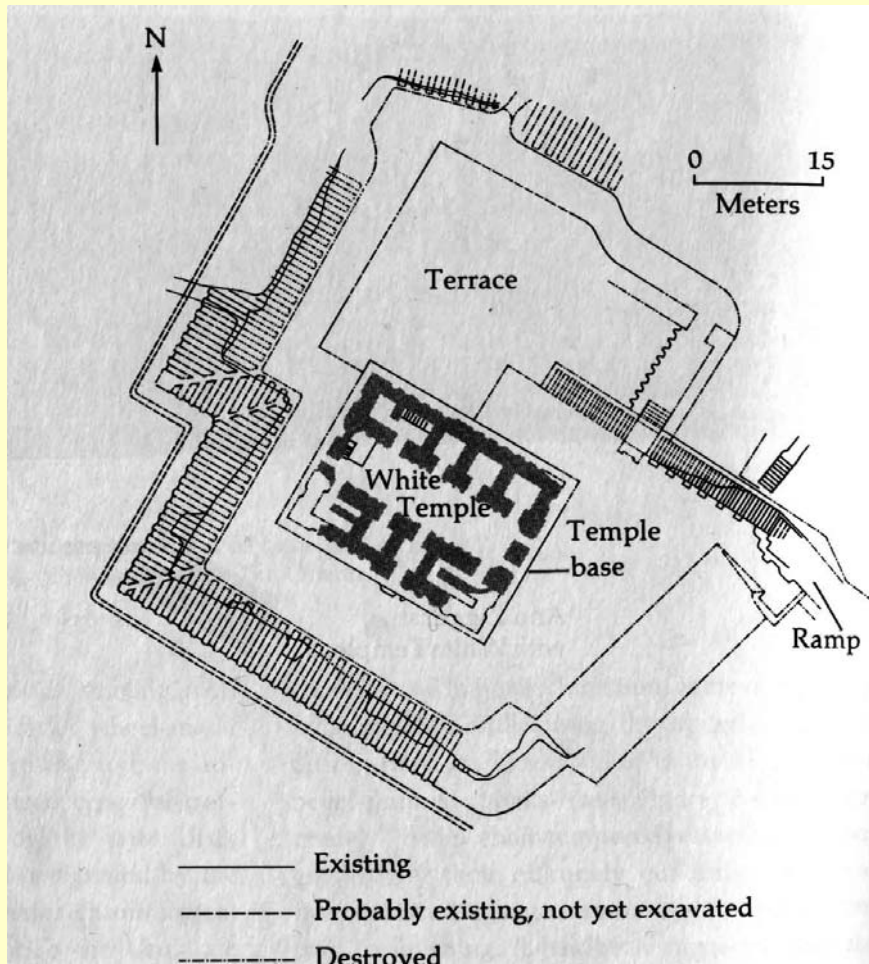 N
0 15
Meters
Terrace
White
Temple
Temple
base
Ramp
Existing
Probably existing, not yet excavated
Destroyed